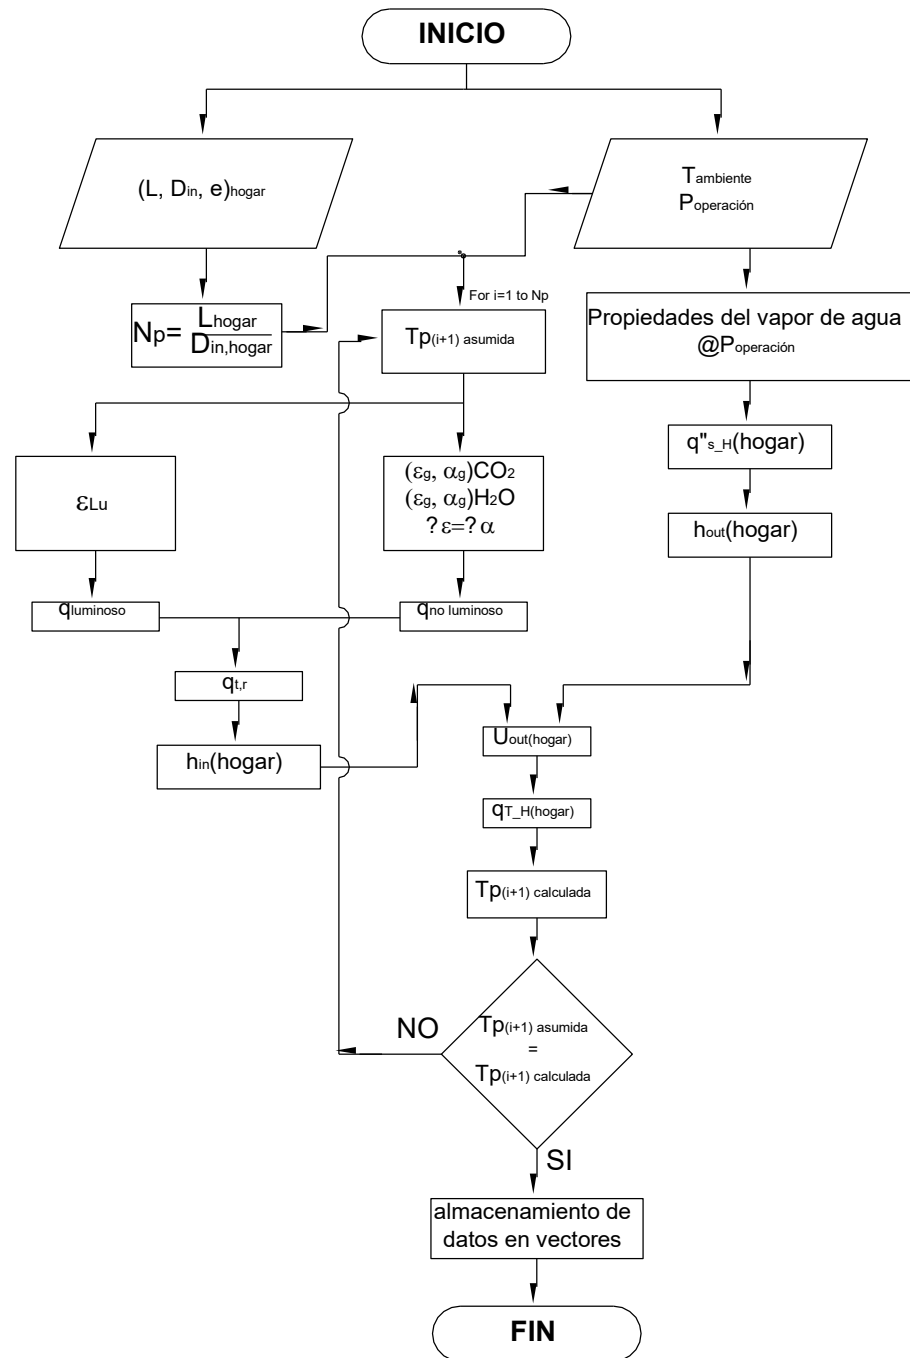 INICIO
(L, Din, e)hogar
Tambiente
Poperación
Np= Lhogar
Din,hogar
For i=1 to Np
Tp(i+1) asumida
Propiedades del vapor de agua
@Poperación
εLu
(εg, αg)CO2
(εg, αg)H2O
?ε=?α
q"s_H(hogar)
hout(hogar)
qluminoso
qno luminoso
qt,r
hin(hogar)
Uout(hogar)
qT_H(hogar)
Tp(i+1) calculada
NO
Tp(i+1) asumida
=
Tp(i+1) calculada
SI
almacenamiento de
datos en vectores
FIN